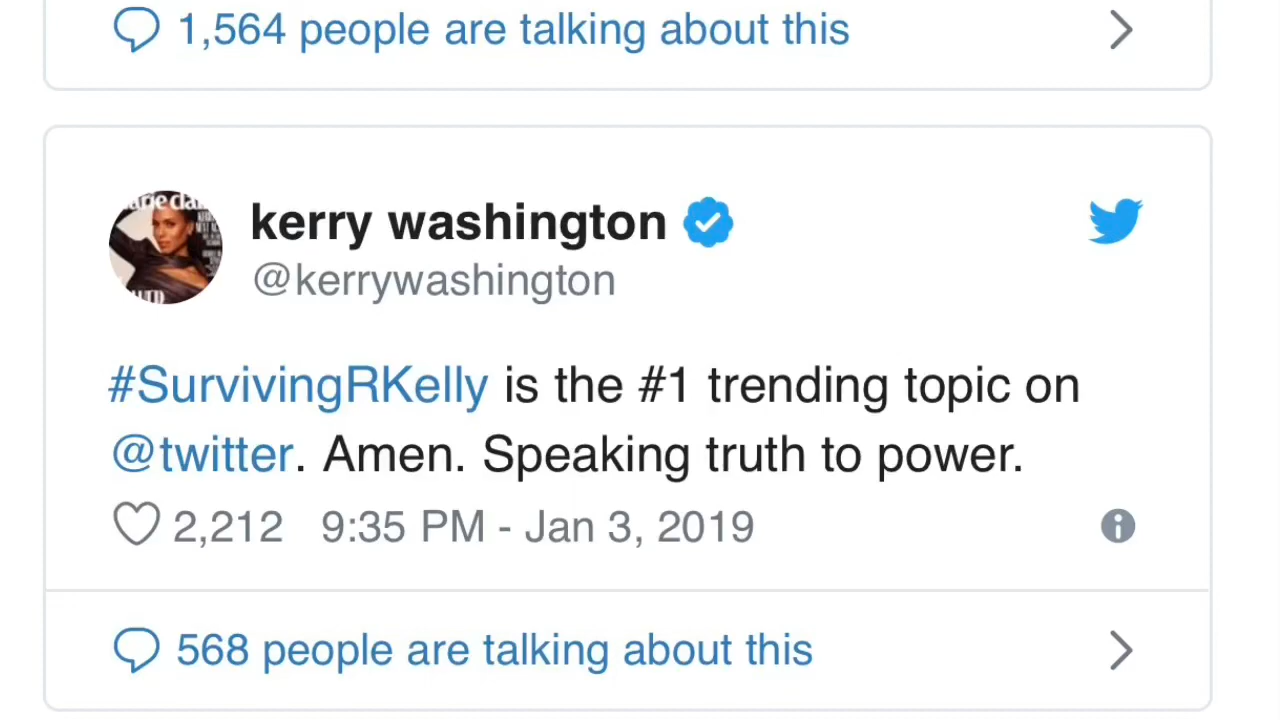 1,564 people are talking about this
kerry washington
@kerrywashington
#SurvivingRKelly is the #1 trending topic on
@twitter. Amen. Speaking truth to power.
2,212 9:35 PM - Jan 3, 2019
568 people are talking about this